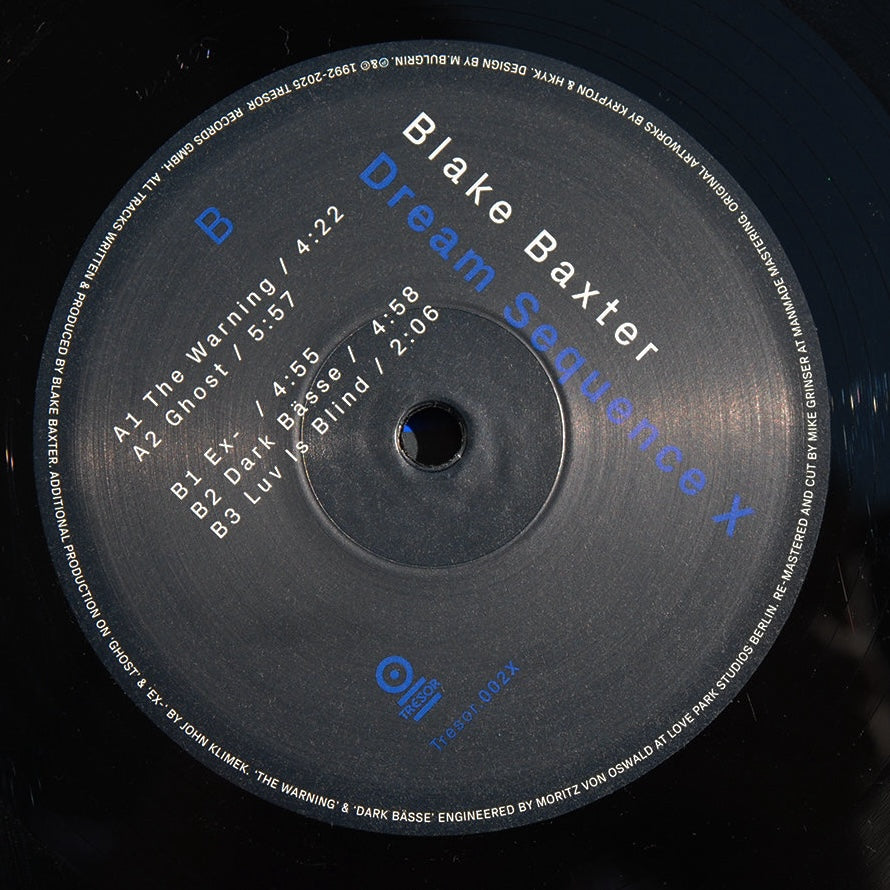 Blake Baxter
Dream Sequence X
B
A1 The Warning / 4:22
A2 Ghost / 5:57
B1 Ex- / 4:55
B2 Dark Bässe / 4:58
B3 Luv Is Blind / 2:06
TRESOR
Tresor 002X
ALL TRACKS WRITTEN & PRODUCED BY BLAKE BAXTER. ADDITIONAL PRODUCTION ON 'GHOST' & 'EX-' BY JOHN KLIMEK. 'THE WARNING' & 'DARK BÄSSE' ENGINEERED BY MORITZ VON OSWALD AT LOVE PARK STUDIOS BERLIN. RE-MASTERED AND CUT BY MIKE GRINSER AT MANMADE MASTERING. ORIGINAL ARTWORKS BY KRYPTON & HKYK. DESIGN BY M.BULGRIN. ℗&© 1992-2025 TRESOR RECORDS GMBH.